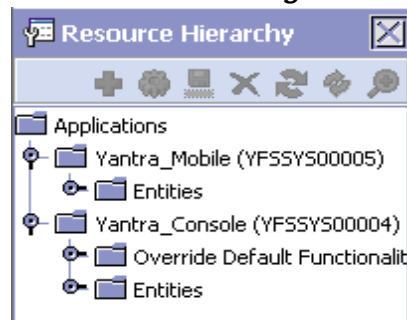 Resource Hierarchy
Applications
Yantra_Mobile (YFSSYS00005)
Entities
Yantra_Console (YFSSYS00004)
Override Default Functionalit
Entities